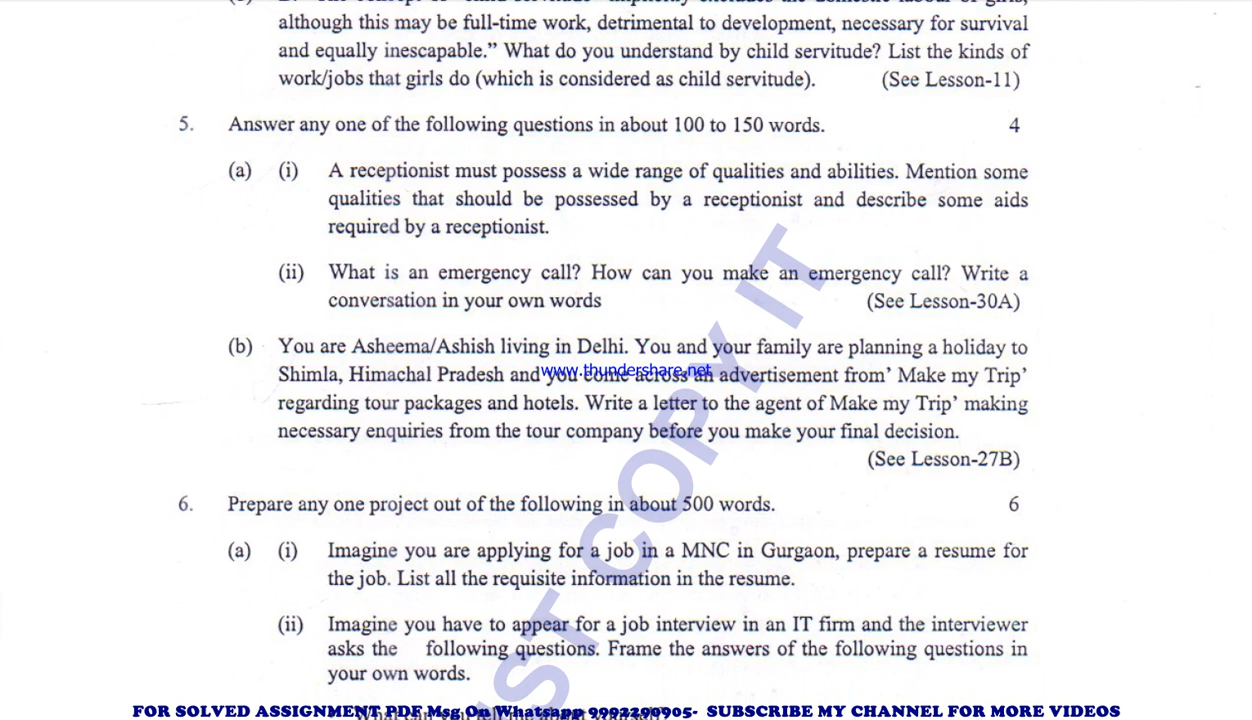 although this may be full-time work, detrimental to development, necessary for survival
and equally inescapable.” What do you understand by child servitude? List the kinds of
work/jobs that girls do (which is considered as child servitude). (See Lesson-11)
5. Answer any one of the following questions in about 100 to 150 words. 4
(a) (i) A receptionist must possess a wide range of qualities and abilities. Mention some
qualities that should be possessed by a receptionist and describe some aids
required by a receptionist.
(ii) What is an emergency call? How can you make an emergency call? Write a
conversation in your own words (See Lesson-30A)
(b) You are Asheema/Ashish living in Delhi. You and your family are planning a holiday to
www.thundershare.net
Shimla, Himachal Pradesh and you come across an advertisement from’ Make my Trip’
regarding tour packages and hotels. Write a letter to the agent of Make my Trip’ making
necessary enquiries from the tour company before you make your final decision.
(See Lesson-27B)
6. Prepare any one project out of the following in about 500 words. 6
(a) (i) Imagine you are applying for a job in a MNC in Gurgaon, prepare a resume for
the job. List all the requisite information in the resume.
(ii) Imagine you have to appear for a job interview in an IT firm and the interviewer
asks the following questions. Frame the answers of the following questions in
your own words.
FOR SOLVED ASSIGNMENT PDF Msg On Whatsapp 9992290905- SUBSCRIBE MY CHANNEL FOR MORE VIDEOS
COPY IT